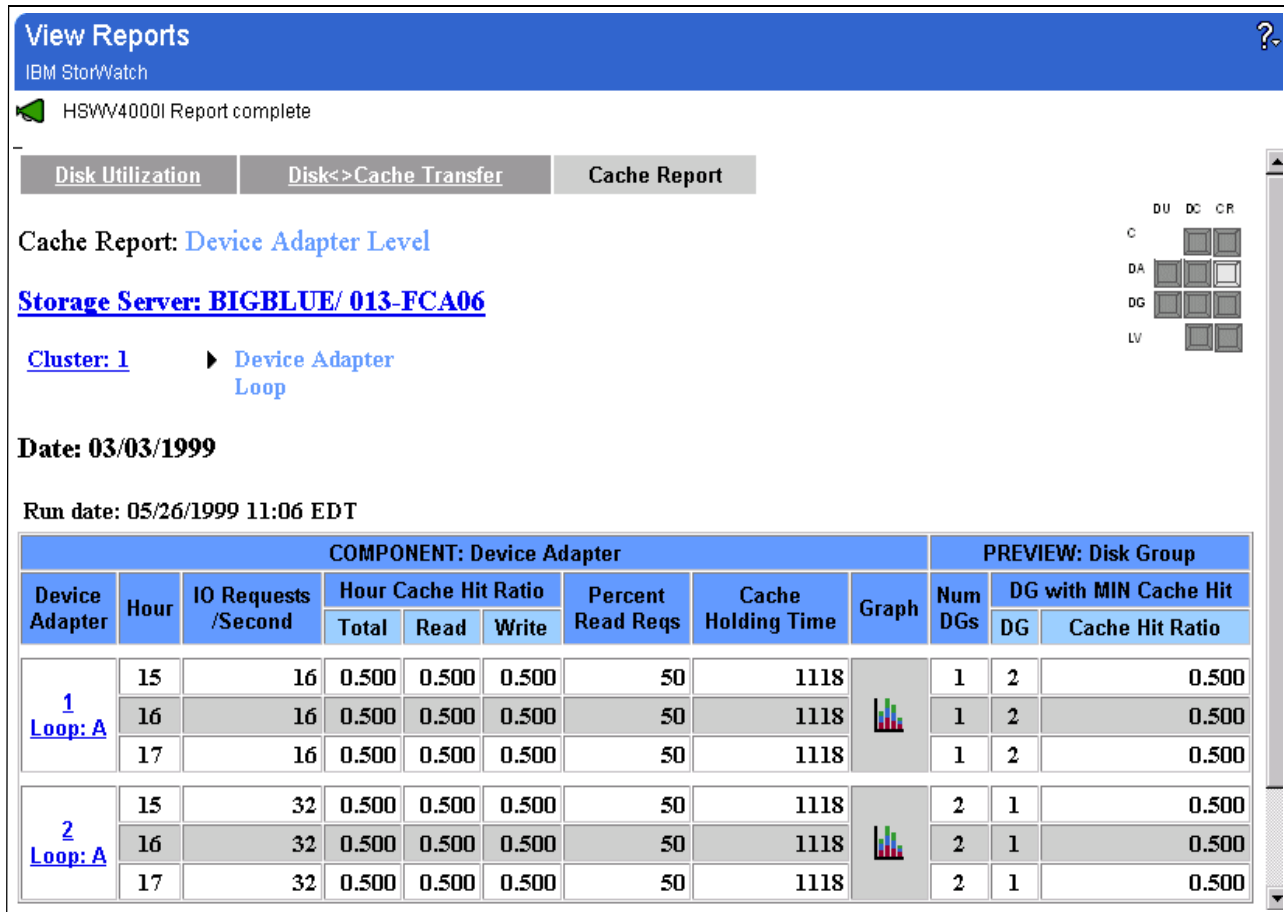 View Reports
?
IBM StorWatch
HSWV4000I Report complete
Disk Utilization Disk<>Cache Transfer Cache Report
DU DC CR
C
DA
DG
LV
Cache Report: Device Adapter Level
Storage Server: BIGBLUE/ 013-FCA06
Cluster: 1 Device Adapter
Loop
Date: 03/03/1999
Run date: 05/26/1999 11:06 EDT
COMPONENT: Device Adapter PREVIEW: Disk Group
Device Adapter Hour IO Requests /Second Hour Cache Hit Ratio Percent Read Reqs Cache Holding Time Graph Num DGs DG with MIN Cache Hit
Total Read Write DG Cache Hit Ratio
1 Loop: A 15 16 0.500 0.500 0.500 50 1118 1 2 0.500
16 16 0.500 0.500 0.500 50 1118 1 2 0.500
17 16 0.500 0.500 0.500 50 1118 1 2 0.500
2 Loop: A 15 32 0.500 0.500 0.500 50 1118 2 1 0.500
16 32 0.500 0.500 0.500 50 1118 2 1 0.500
17 32 0.500 0.500 0.500 50 1118 2 1 0.500